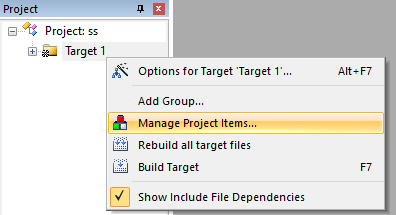 Project
Project: ss
Target 1
Options for Target 'Target 1'... Alt+F7
Add Group...
Manage Project Items...
Rebuild all target files
Build Target F7
Show Include File Dependencies